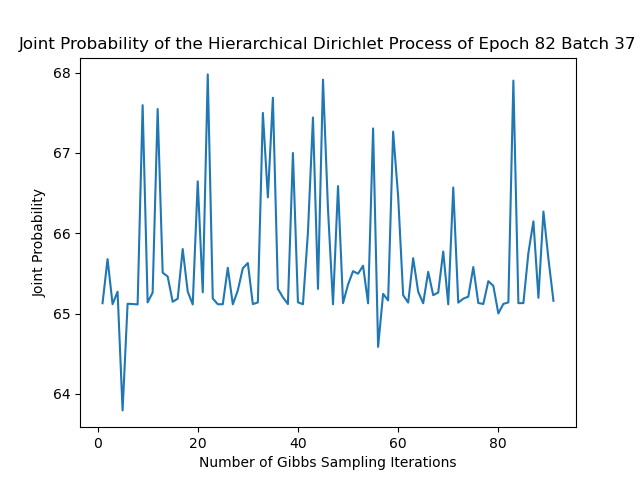 Joint Probability of the Hierarchical Dirichlet Process of Epoch 82 Batch 37
68
67
66
65
64
Joint Probability
0 20 40 60 80
Number of Gibbs Sampling Iterations